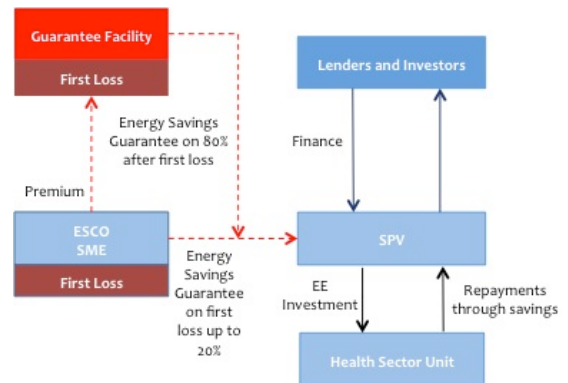 Guarantee Facility
First Loss
Lenders and Investors
Energy Savings
Guarantee on 80%
after first loss
Finance
Premium
ESCO
SME
First Loss
SPV
Energy
Savings
Guarantee
on first
loss up to
20%
EE
Investment
Repayments
through savings
Health Sector Unit